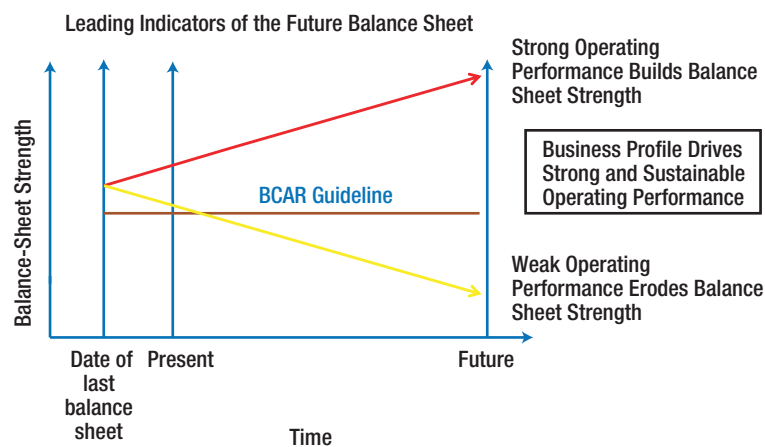 Leading Indicators of the Future Balance Sheet
Strong Operating
Performance Builds Balance
Sheet Strength
Business Profile Drives
Strong and Sustainable
Operating Performance
BCAR Guideline
Balance-Sheet Strength
Weak Operating
Performance Erodes Balance
Sheet Strength
Date of
last
balance
sheet
Present
Future
Time